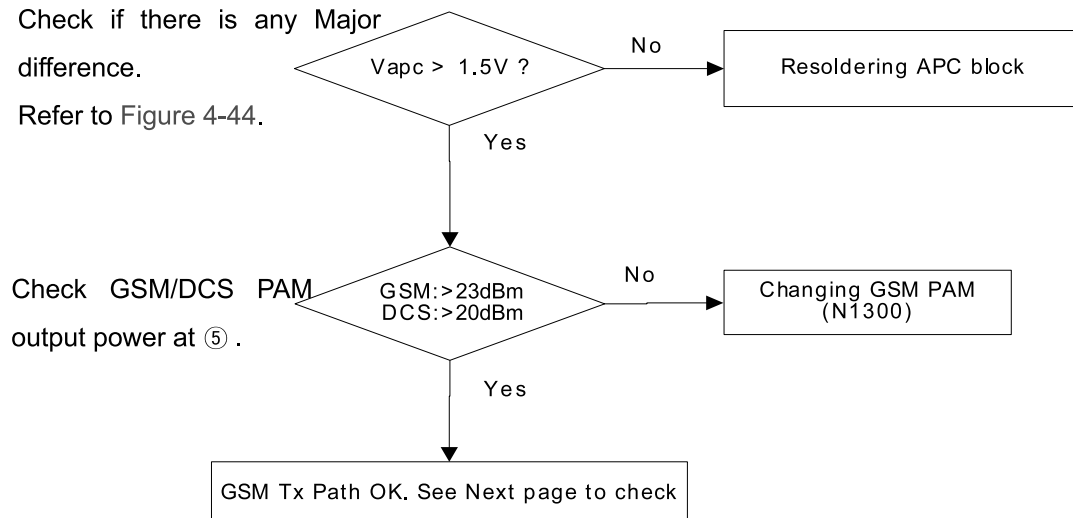 Check if there is any Major
difference.
Refer to Figure 4-44.
Vapc > 1.5V ?
No
Resoldering APC block
Yes
Check GSM/DCS PAM
output power at ⑤ .
GSM:>23dBm
DCS:>20dBm
No
Changing GSM PAM
(N1300)
Yes
GSM Tx Path OK. See Next page to check